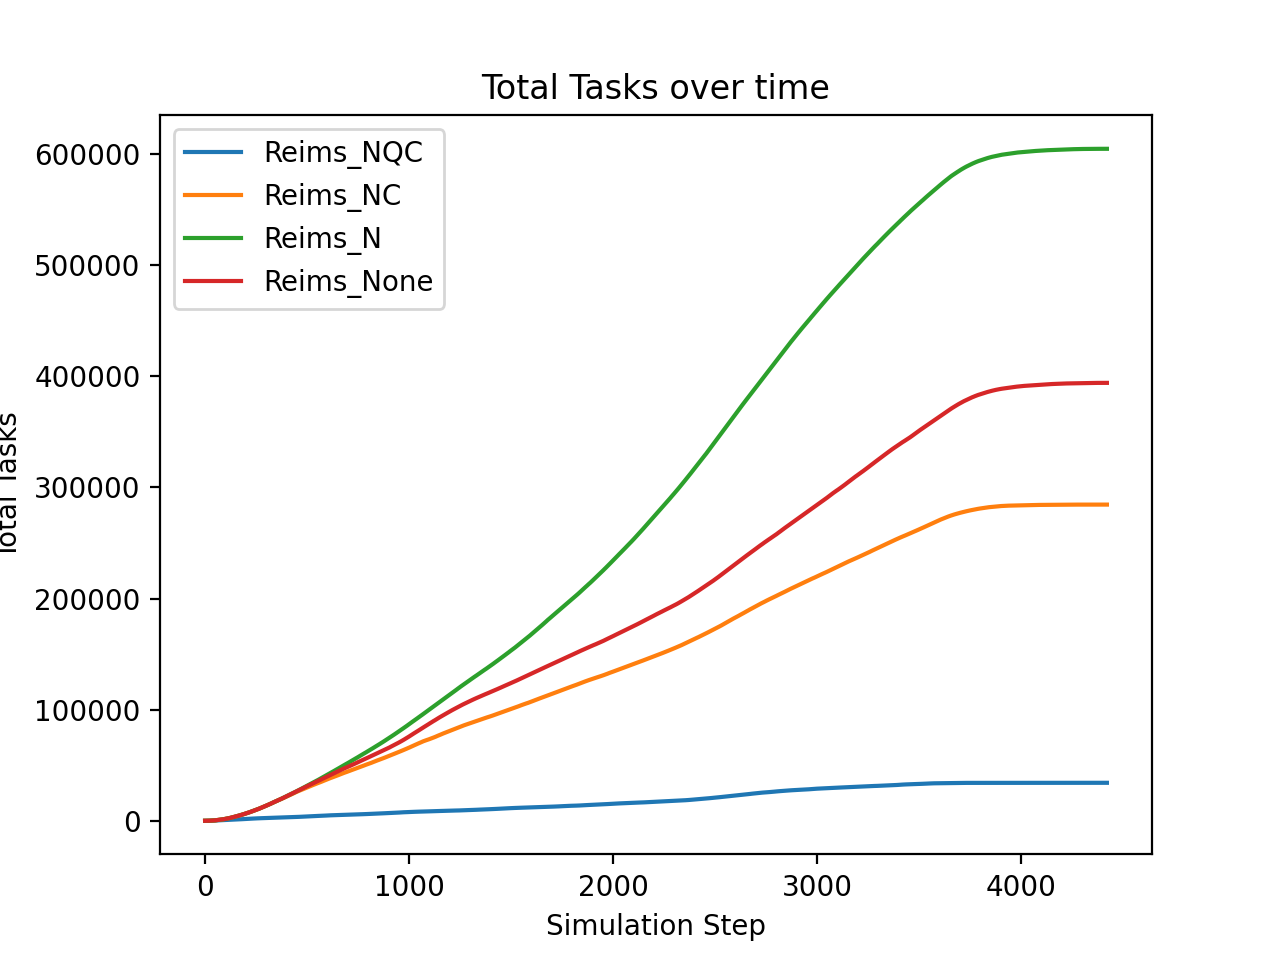 Total Tasks over time
Reims_NQC
Reims_NC
Reims_N
Reims_None
600000
500000
400000
300000
200000
100000
0
Total Tasks
0 1000 2000 3000 4000
Simulation Step